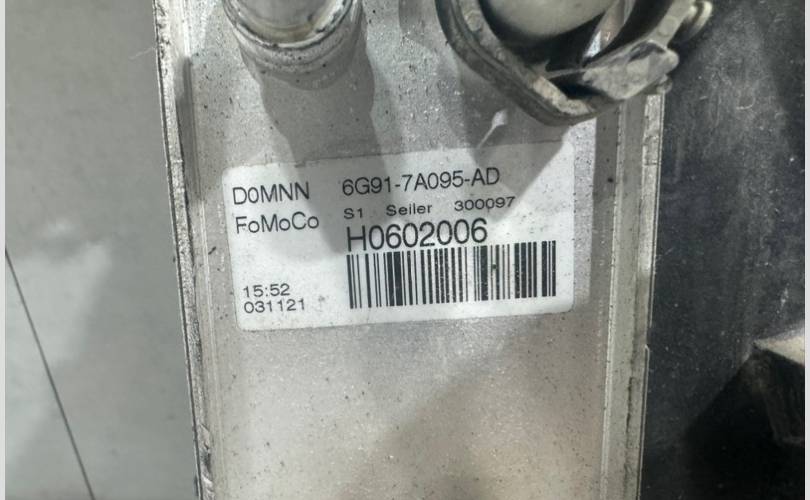 D0MNN 6G91-7A095-AD
FoMoCo S1 Seiler 300097
H0602006
15:52
031121